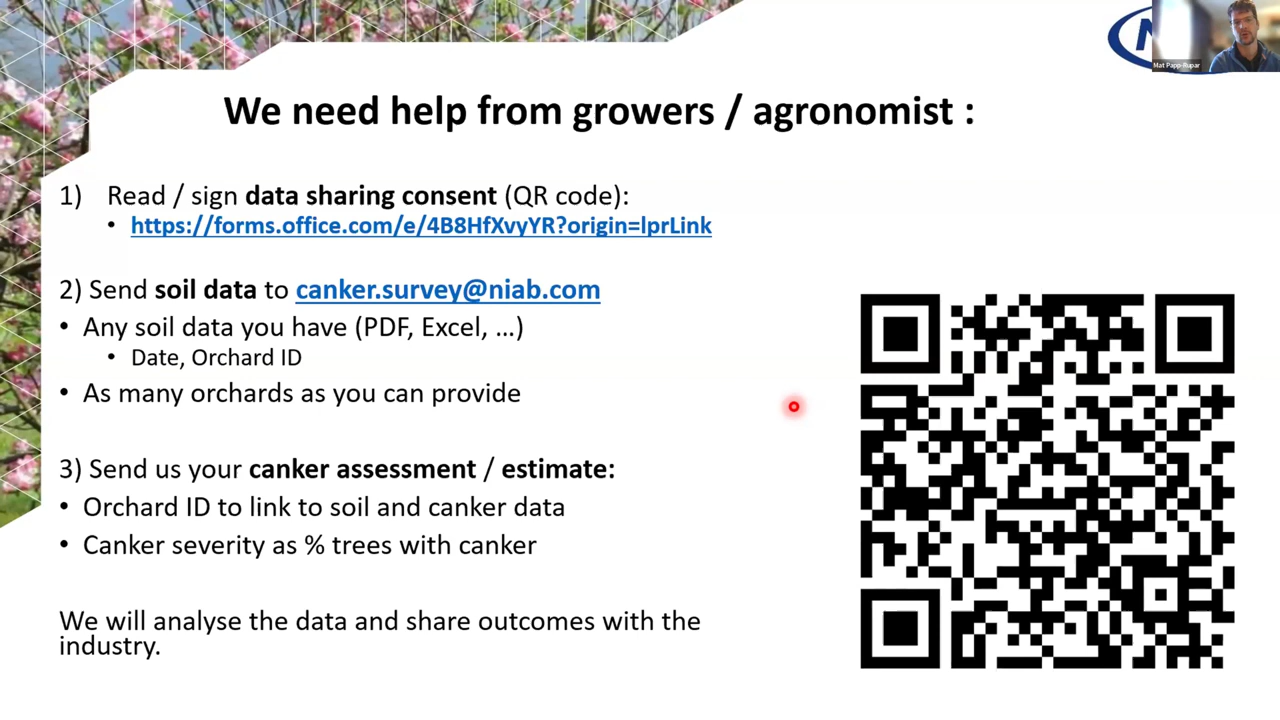 Mat Papp-Rupar
We need help from growers / agronomist :
1) Read / sign data sharing consent (QR code):
• https://forms.office.com/e/4B8HfXvyYR?origin=lprLink
2) Send soil data to canker.survey@niab.com
• Any soil data you have (PDF, Excel, ...)
• Date, Orchard ID
• As many orchards as you can provide
3) Send us your canker assessment / estimate:
• Orchard ID to link to soil and canker data
• Canker severity as % trees with canker
We will analyse the data and share outcomes with the
industry.